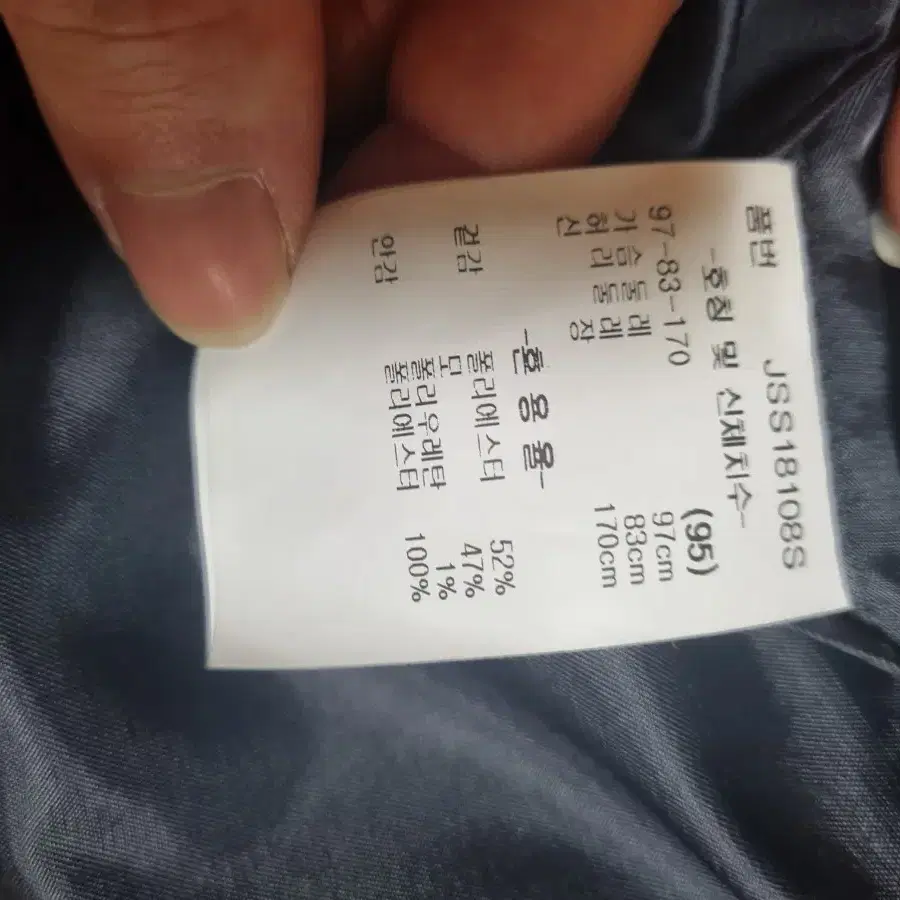 품번 JSS18108S
-호칭 및 신체치수-
97-83-170 (95)
가슴둘레 97cm
허리둘레 83cm
신장 170cm
-혼용율-
겉감 폴리에스터 52%
모 47%
폴리우레탄 1%
안감 폴리에스터 100%